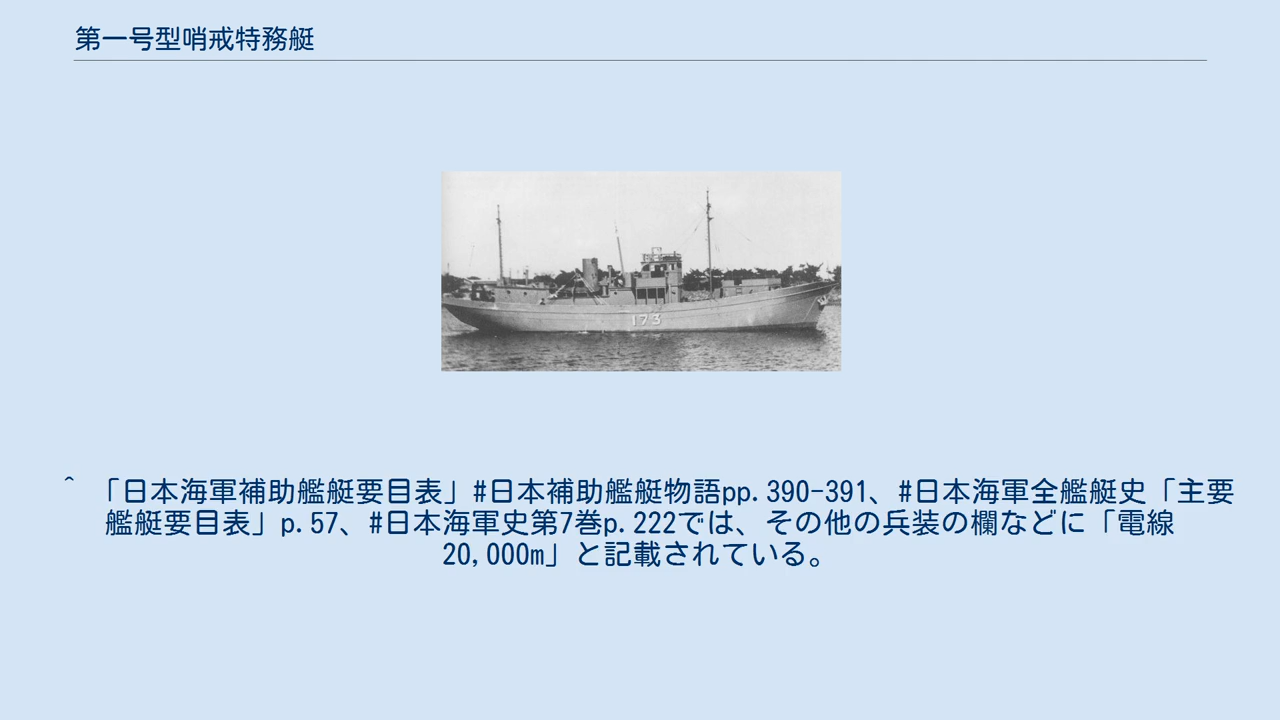 第一号型哨戒特務艇
173
^ 「日本海軍補助艦艇要目表」#日本補助艦艇物語pp.390-391、#日本海軍全艦艇史「主要
艦艇要目表」p.57、#日本海軍史第7巻p.222では、その他の兵装の欄などに「電線
20,000m」と記載されている。